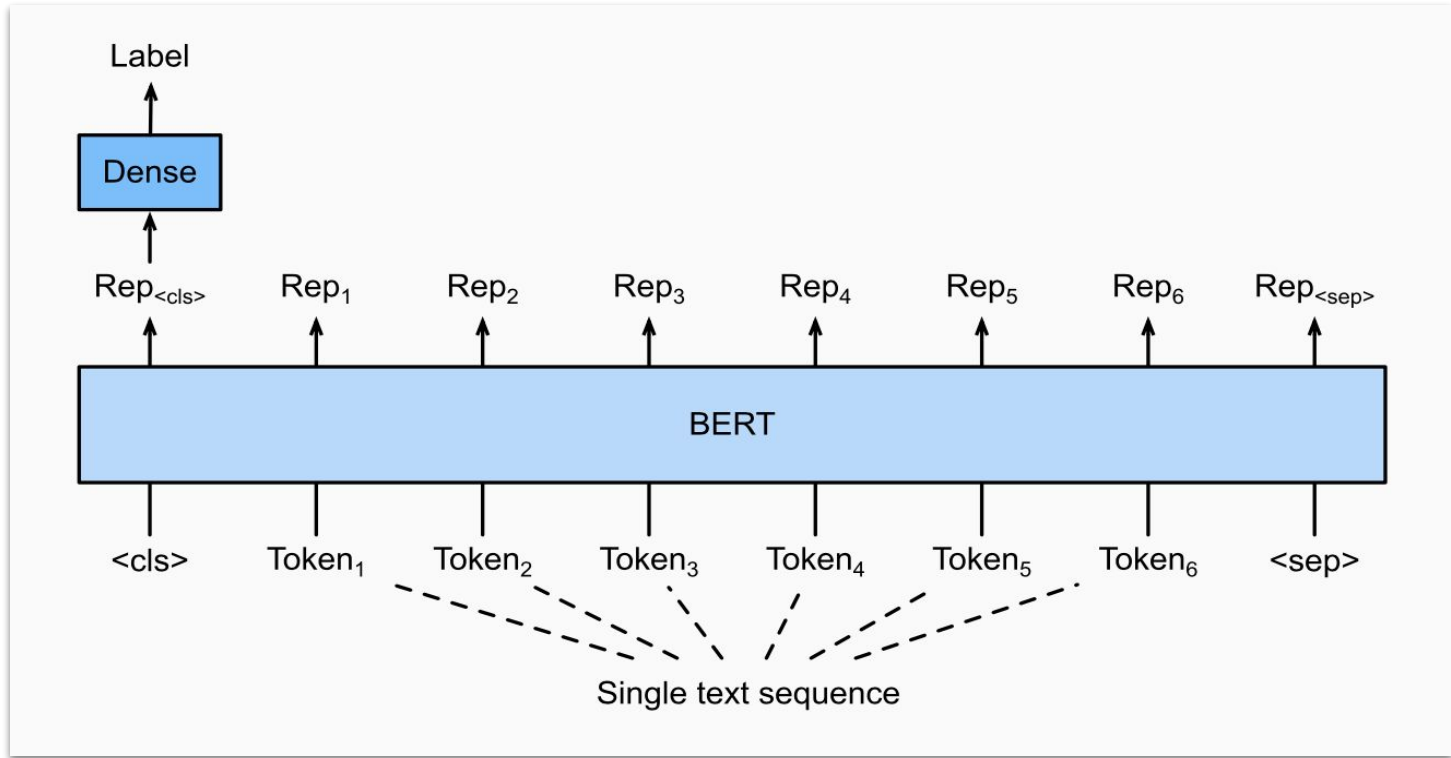 Label
Dense
Rep<cls> Rep1 Rep2 Rep3 Rep4 Rep5 Rep6 Rep<sep>
BERT
<cls> Token1 Token2 Token3 Token4 Token5 Token6 <sep>
Single text sequence